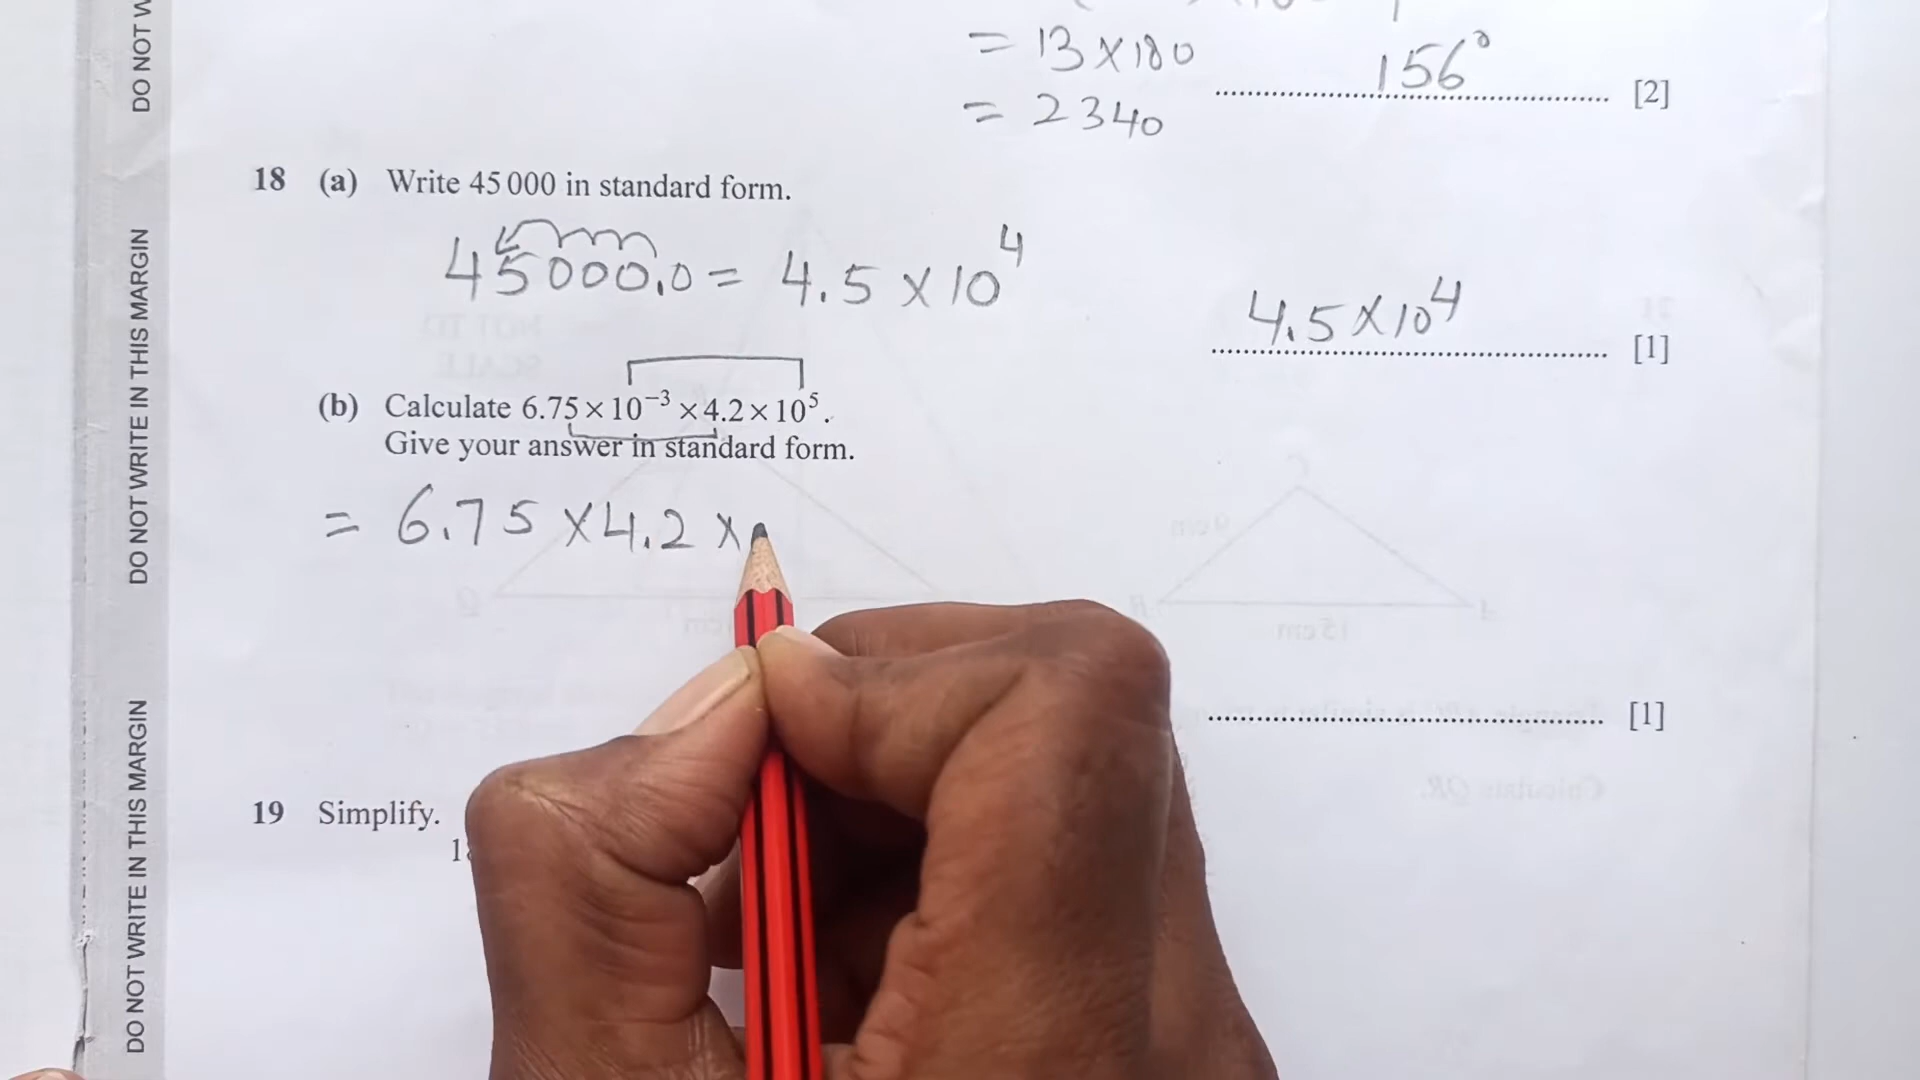 = 13 × 180
156°
[2]
= 2340
18 (a) Write 45 000 in standard form.
45000.0 = 4.5 × 10⁴
4.5 × 10⁴
[1]
(b) Calculate 6.75 × 10⁻³ × 4.2 × 10⁵.
Give your answer in standard form.
= 6.75 × 4.2 ×
[1]
19 Simplify.
DO NOT W
DO NOT WRITE IN THIS MARGIN
DO NOT WRITE IN THIS MARGIN